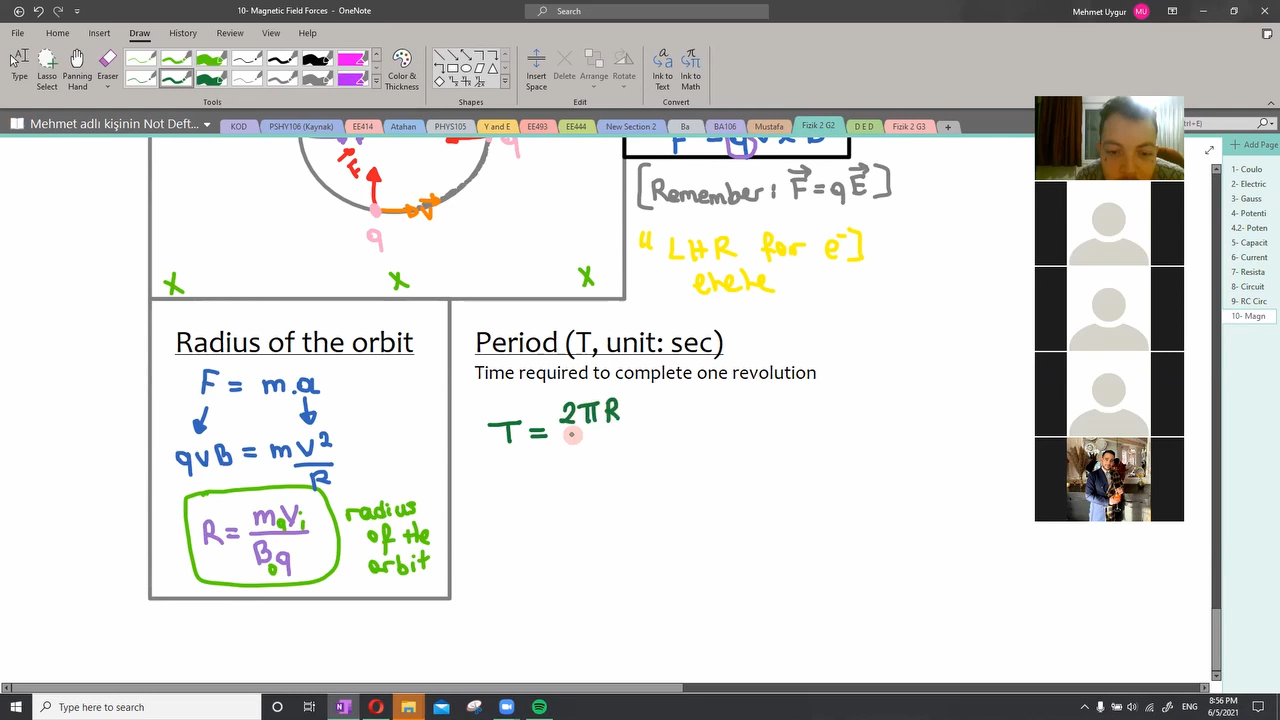 Mehmet Uygur MU
10- Magnetic Field Forces - OneNote
Search
File Home Insert Draw History Review View Help
Type
Lasso Select
Panning Hand
Eraser
Color & Thickness
Insert Space
Delete
Arrange
Rotate
Ink to Text
Ink to Math
Tools
Shapes
Edit
Convert
Mehmet adlı kişinin Not Deft...
KOD
PSHY106 (Kaynak)
EE414
Atahan
PHYS105
Y and E
EE493
EE444
New Section 2
Ba
BA106
Mustafa
Fizik 2 G2
D E D
Fizik 2 G3
+E)
Add Page
1- Coulo
2- Electric
3- Gauss
4- Potenti
4.2- Poten
5- Capacit
6- Current
7- Resista
8- Circuit
9- RC Circ
10- Magn
F
q
V
q
X X X
[Remember: F = qE]
" LHR for e-]
Radius of the orbit
F = m.a
qvB = m v²/R
R = mv/Bq
radius of the orbit
Period (T, unit: sec)
Time required to complete one revolution
T = 2πR
Type here to search
ENG
8:56 PM
6/5/2021